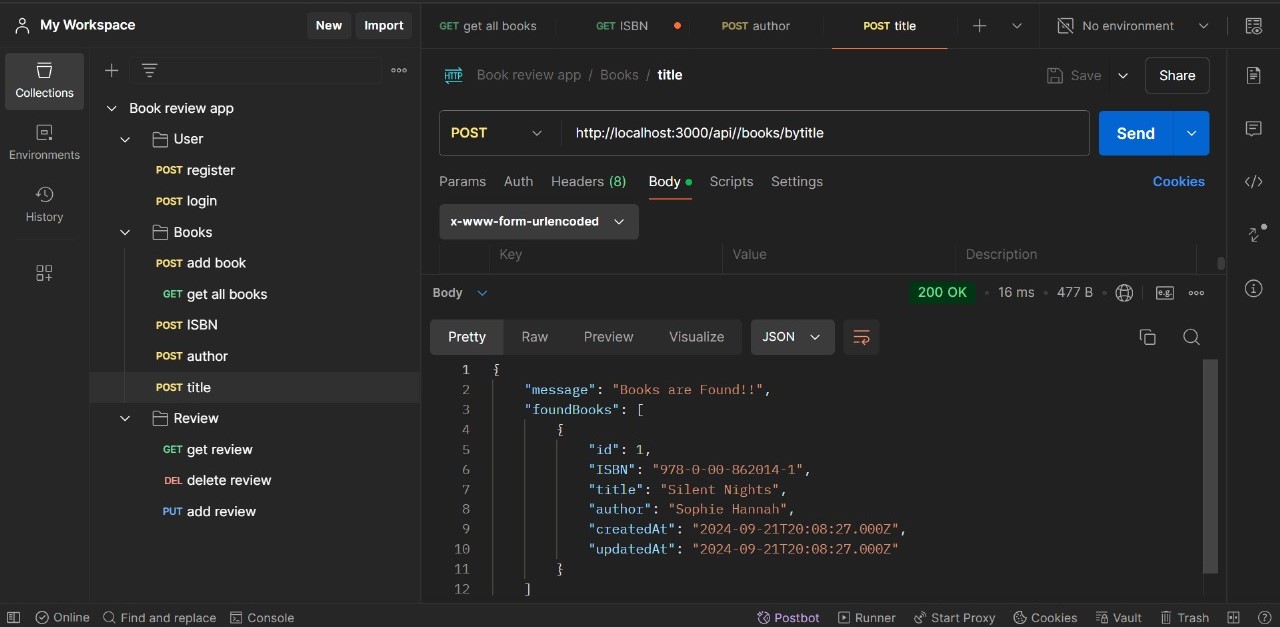 My Workspace
New
Import
GET get all books
GET ISBN
POST author
POST title
No environment
Collections
Environments
History
Book review app
User
POST register
POST login
Books
POST add book
GET get all books
POST ISBN
POST author
POST title
Review
GET get review
DEL delete review
PUT add review
HTTP Book review app / Books / title
Save
Share
POST
http://localhost:3000/api//books/bytitle
Send
Params Auth Headers (8) Body Scripts Settings
Cookies
x-www-form-urlencoded
Key Value Description
Body
200 OK • 16 ms • 477 B •
e.g.
Pretty Raw Preview Visualize JSON
1 {
2 "message": "Books are Found!!",
3 "foundBooks": [
4 {
5 "id": 1,
6 "ISBN": "978-0-00-862014-1",
7 "title": "Silent Nights",
8 "author": "Sophie Hannah",
9 "createdAt": "2024-09-21T20:08:27.000Z",
10 "updatedAt": "2024-09-21T20:08:27.000Z"
11 }
12 ]
Online Find and replace Console Postbot Runner Start Proxy Cookies Vault Trash